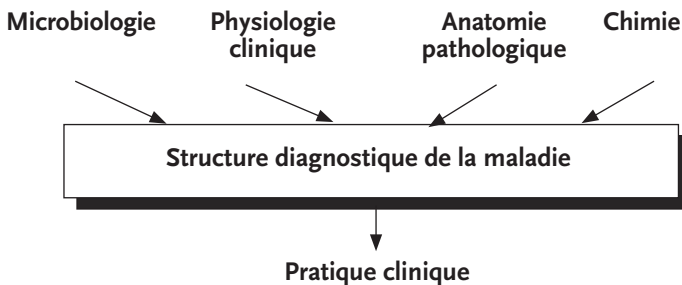 Microbiologie
Physiologie
clinique
Anatomie
pathologique
Chimie
Structure diagnostique de la maladie
Pratique clinique